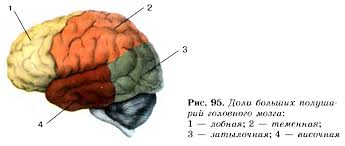 1
2
3
4
Рис. 95. Доли больших полуша-
рий головного мозга:
1 — лобная; 2 — теменная;
3 — затылочная; 4 — височная